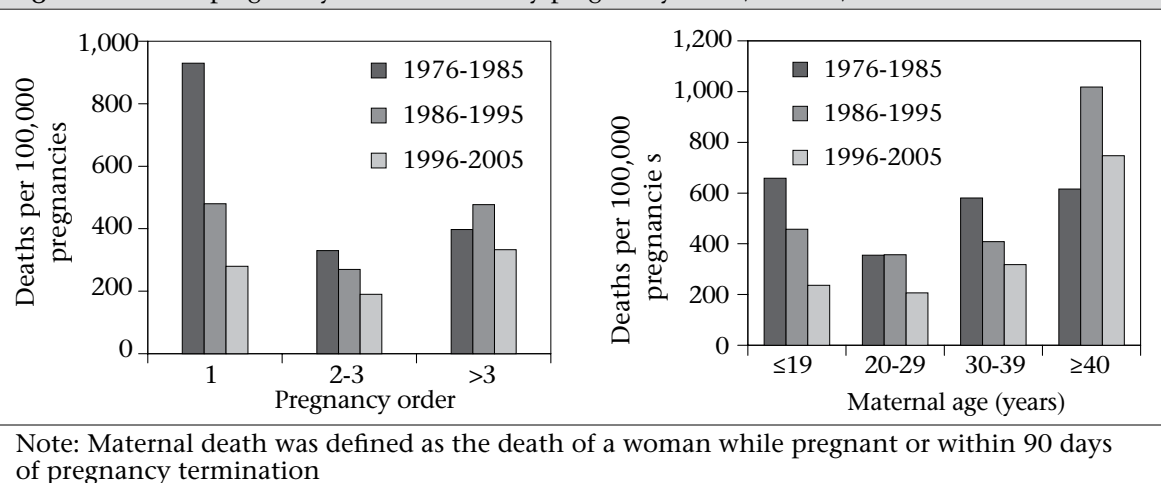 1,000
800
600
400
200
0
Deaths per 100,000
pregnancies
1976-1985
1986-1995
1996-2005
1 2-3 >3
Pregnancy order
1,200
1,000
800
600
400
200
0
Deaths per 100,000
pregnancie s
1976-1985
1986-1995
1996-2005
≤19 20-29 30-39 ≥40
Maternal age (years)
Note: Maternal death was defined as the death of a woman while pregnant or within 90 days
of pregnancy termination